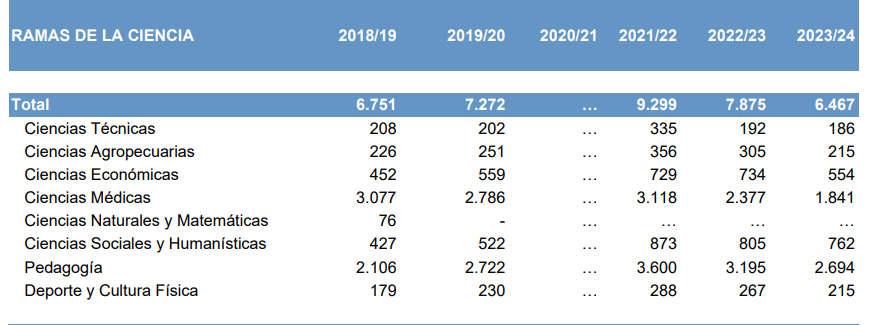 RAMAS DE LA CIENCIA 2018/19 2019/20 2020/21 2021/22 2022/23 2023/24
Total 6.751 7.272 … 9.299 7.875 6.467
Ciencias Técnicas 208 202 … 335 192 186
Ciencias Agropecuarias 226 251 … 356 305 215
Ciencias Económicas 452 559 … 729 734 554
Ciencias Médicas 3.077 2.786 … 3.118 2.377 1.841
Ciencias Naturales y Matemáticas 76 - … … … …
Ciencias Sociales y Humanísticas 427 522 … 873 805 762
Pedagogía 2.106 2.722 … 3.600 3.195 2.694
Deporte y Cultura Física 179 230 … 288 267 215